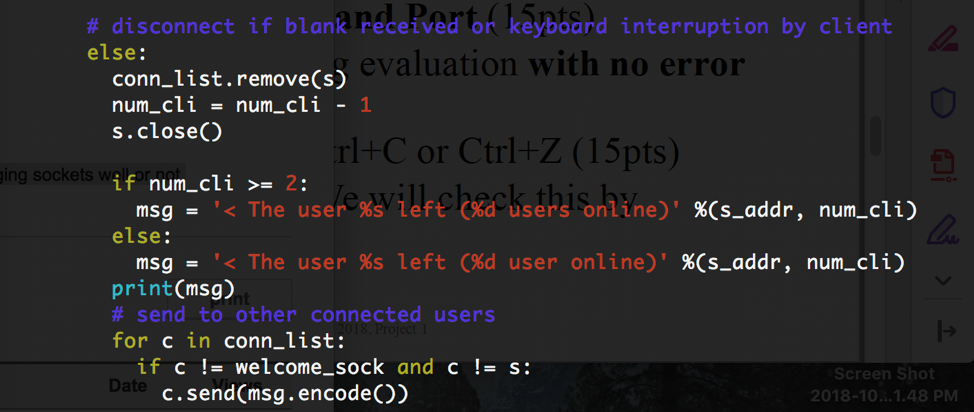 # disconnect if blank received or keyboard interruption by client
else:
conn_list.remove(s)
num_cli = num_cli - 1
s.close()
if num_cli >= 2:
msg = '< The user %s left (%d users online)' %(s_addr, num_cli)
else:
msg = '< The user %s left (%d user online)' %(s_addr, num_cli)
print(msg)
# send to other connected users
for c in conn_list:
if c != welcome_sock and c != s:
c.send(msg.encode())
and Port (15pts)
g evaluation with no error
trl+C or Ctrl+Z (15pts)
We will check this by
ging sockets well or not
print
2018, Project 1
Date Views
Screen Shot
2018-10...1.48 PM